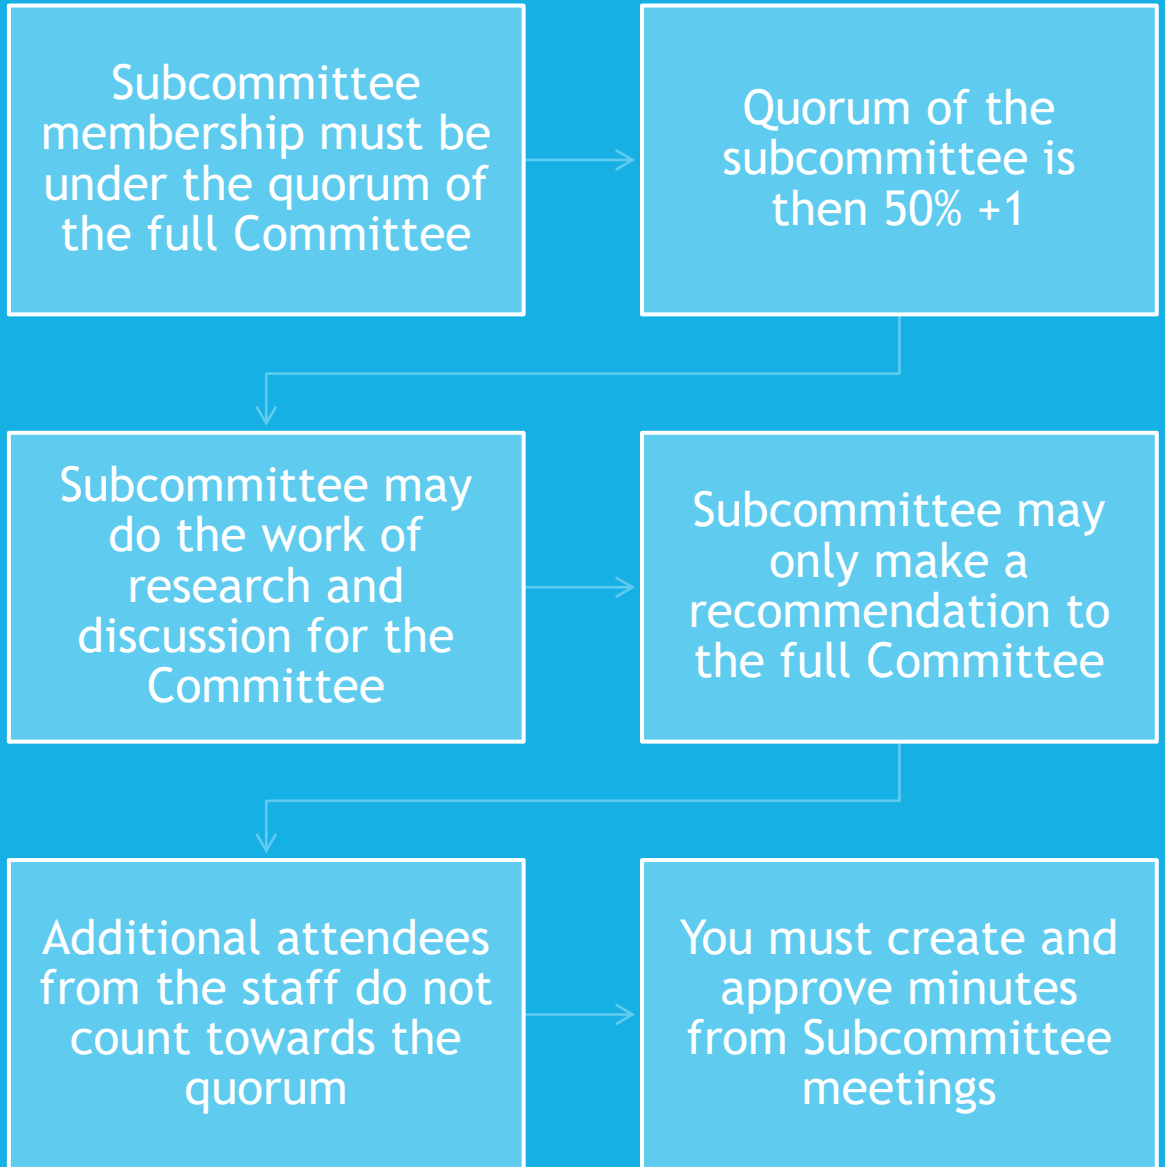 Subcommittee
membership must be
under the quorum of
the full Committee
Quorum of the
subcommittee is
then 50% +1
Subcommittee may
do the work of
research and
discussion for the
Committee
Subcommittee may
only make a
recommendation to
the full Committee
Additional attendees
from the staff do not
count towards the
quorum
You must create and
approve minutes
from Subcommittee
meetings